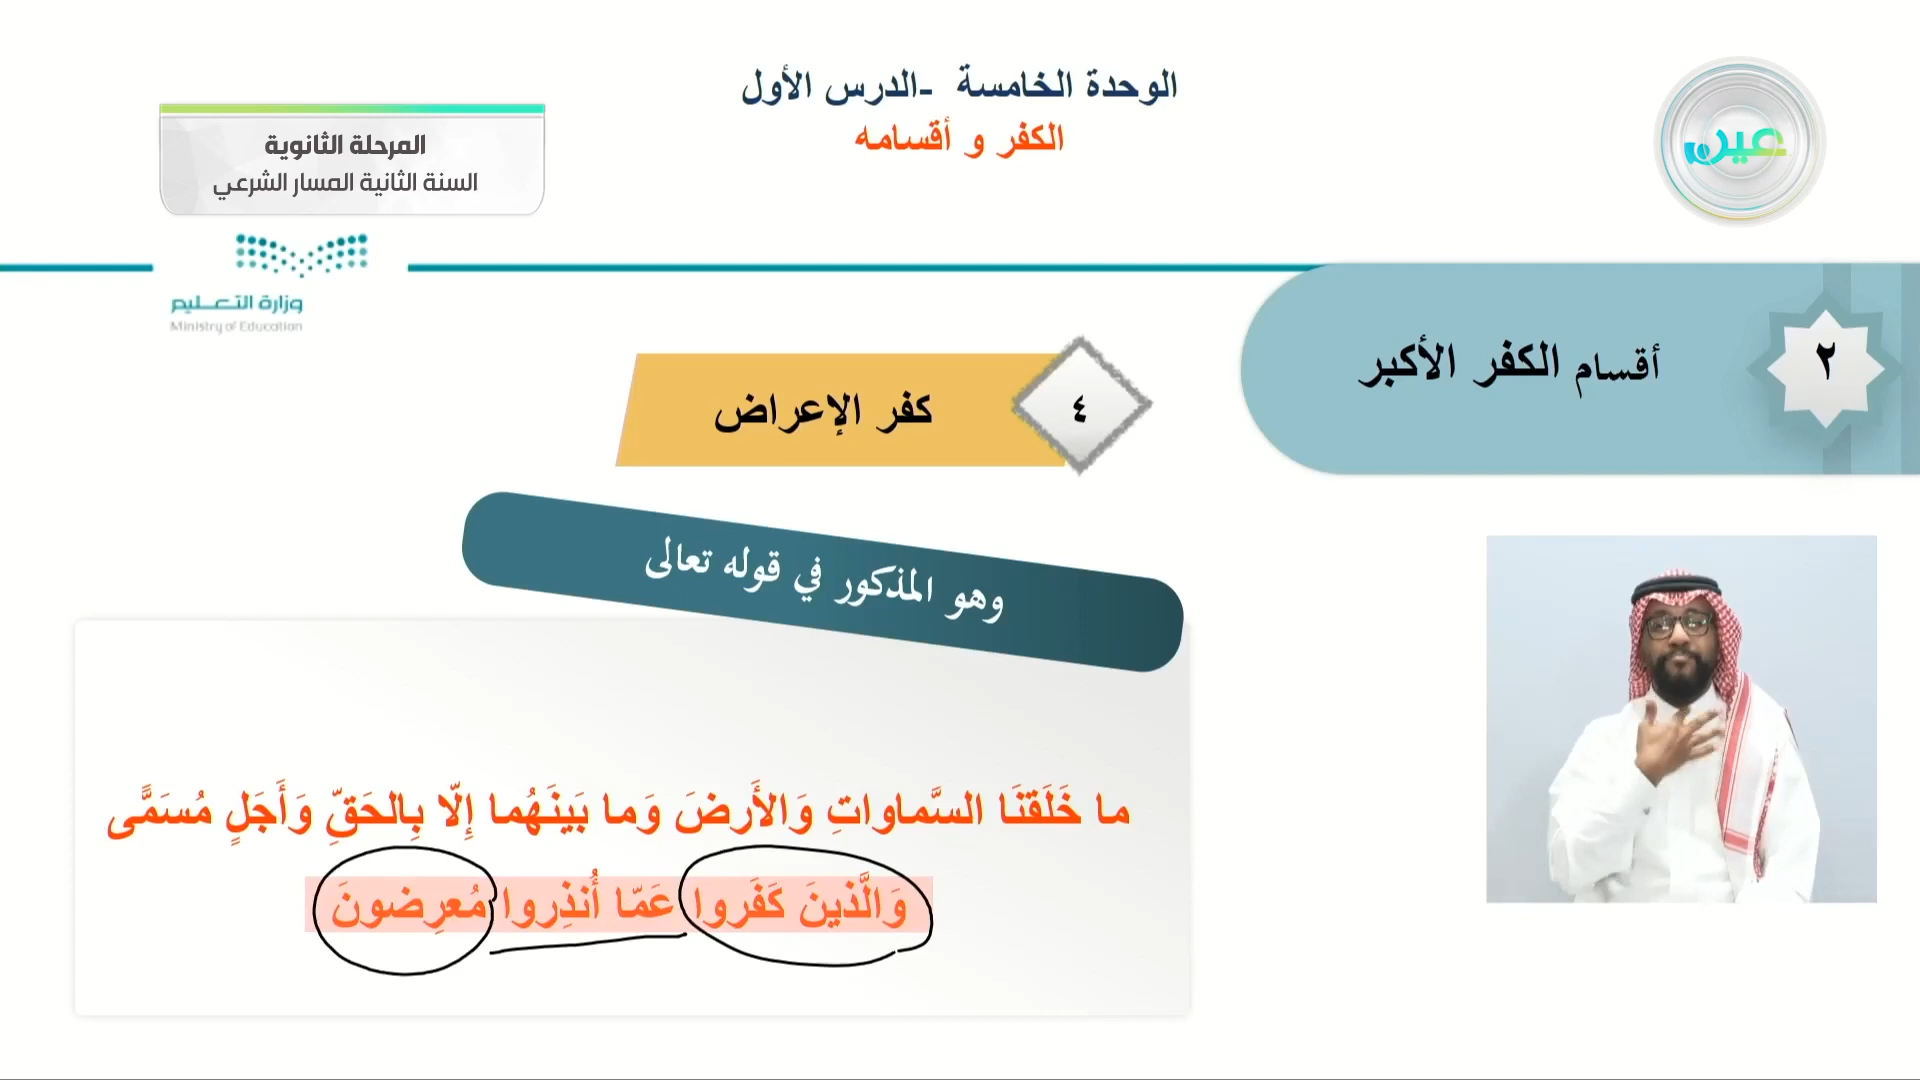 الوحدة الخامسة -الدرس الأول
الكفر و أقسامه
عين
المرحلة الثانوية
السنة الثانية المسار الشرعي
وزارة التعليم
Ministry of Education
٢
أقسام الكفر الأكبر
٤
كفر الإعراض
وهو المذكور في قوله تعالى
ما خَلَقنَا السَّماواتِ وَالأَرضَ وَما بَينَهُما إِلّا بِالحَقِّ وَأَجَلٍ مُسَمًّى
وَالَّذينَ كَفَروا عَمّا أُنذِروا مُعرِضونَ